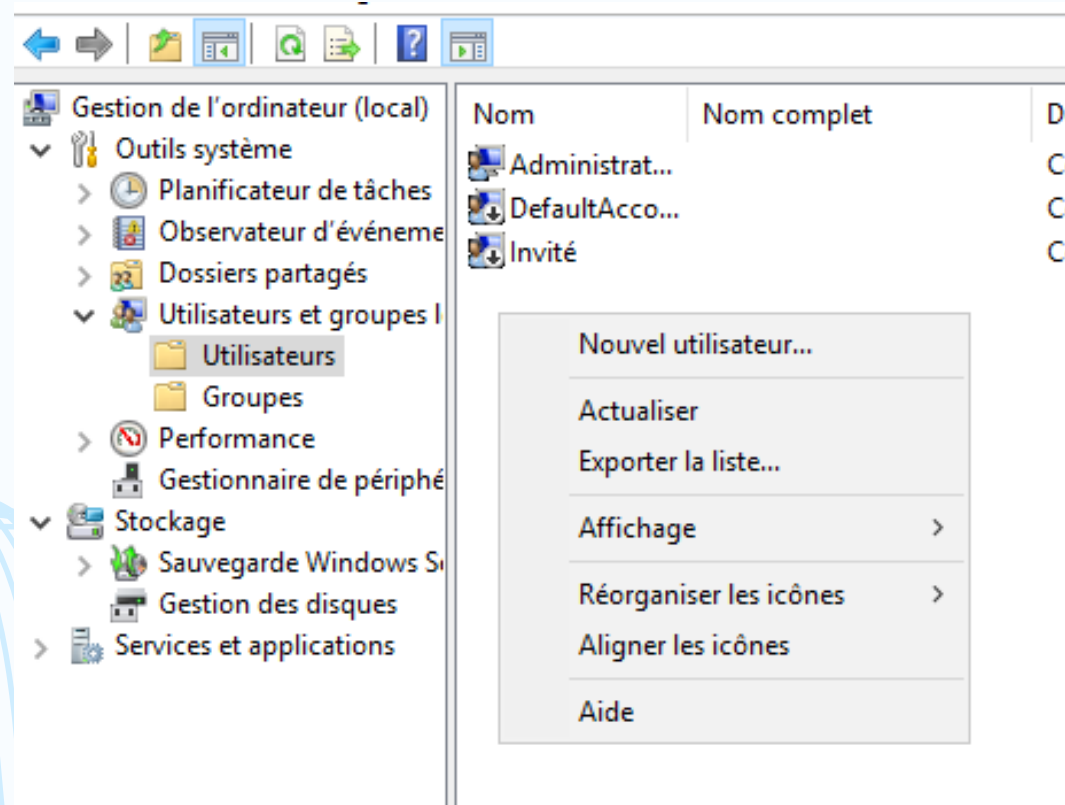 Gestion de l'ordinateur (local)
Outils système
Planificateur de tâches
Observateur d'événeme
Dossiers partagés
Utilisateurs et groupes l
Utilisateurs
Groupes
Performance
Gestionnaire de périphé
Stockage
Sauvegarde Windows S
Gestion des disques
Services et applications
Nom Nom complet D
Administrat... C
DefaultAcco... C
Invité C
Nouvel utilisateur...
Actualiser
Exporter la liste...
Affichage
Réorganiser les icônes
Aligner les icônes
Aide